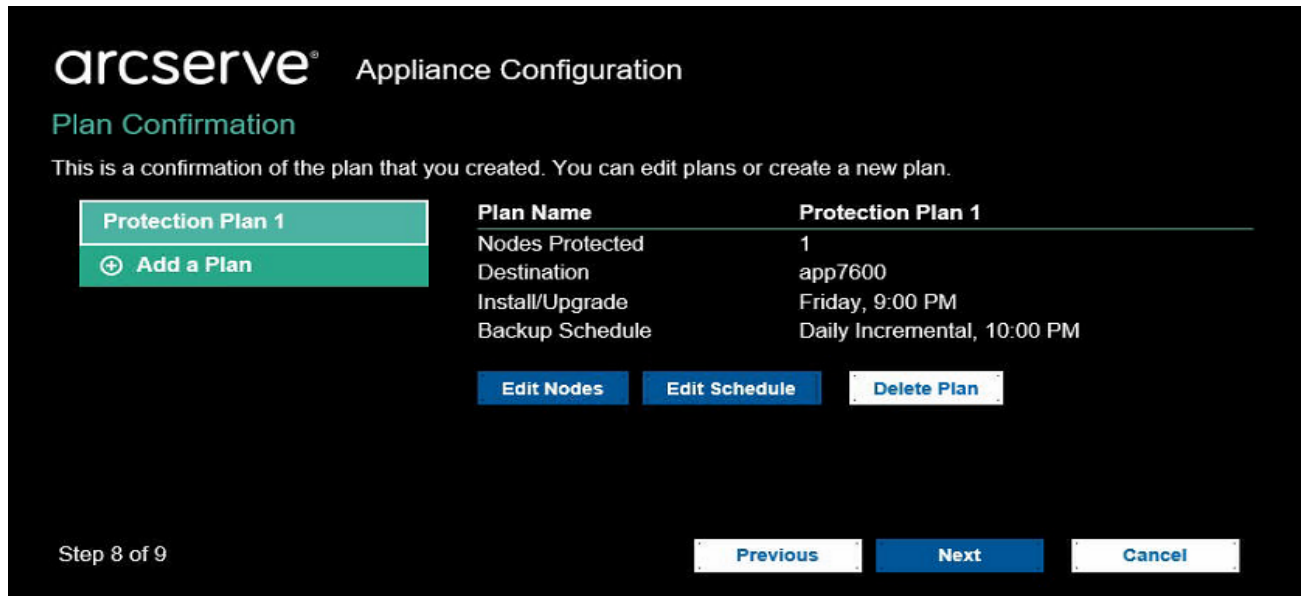 arcserve® Appliance Configuration
Plan Confirmation
This is a confirmation of the plan that you created. You can edit plans or create a new plan.
Protection Plan 1
Add a Plan
Plan Name Protection Plan 1
Nodes Protected 1
Destination app7600
Install/Upgrade Friday, 9:00 PM
Backup Schedule Daily Incremental, 10:00 PM
Edit Nodes Edit Schedule Delete Plan
Step 8 of 9 Previous Next Cancel